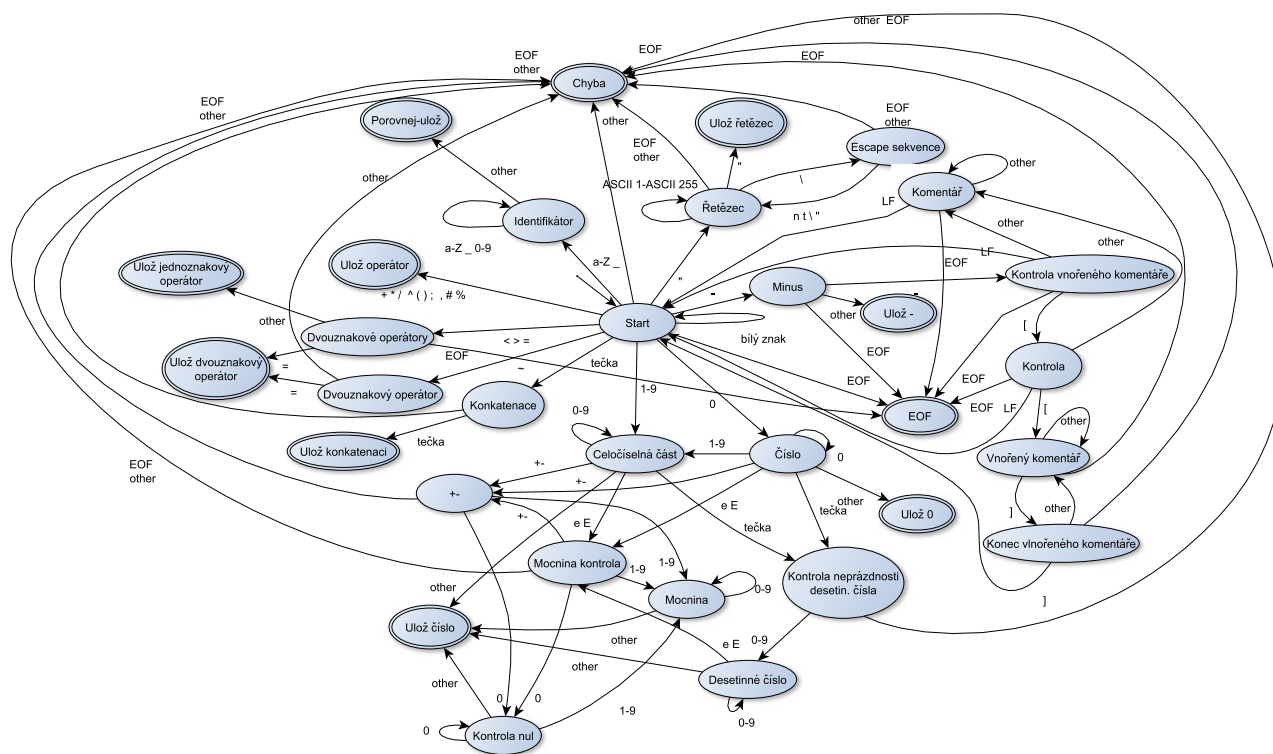 other  EOF
EOF
other
EOF
EOF
Chyba
EOF
other
Porovnej-ulož
other
Ulož řetězec
EOF
other
EOF
other
Escape sekvence
"
\
other
other
other
ASCII 1-ASCII 255
Řetězec
Komentář
LF
n t \ "
Identifikátor
a-Z _ 0-9
other
other
a-Z _
LF
EOF
Ulož jednoznakový
operátor
Ulož operátor
+ * /  ^ ( ) ;  , # %
"
-
Minus
Kontrola vnořeného komentáře
-
Ulož -
other
Start
bílý znak
[
other
Dvouznakové operátory
< > =
EOF
~
tečka
EOF
EOF
EOF
Kontrola
Ulož dvouznakový
operátor
=
=
Dvouznakový operátor
1-9
0
EOF
EOF
LF
[
Konkatenace
other
0-9
tečka
Ulož konkatenaci
Celočíselná část
1-9
Číslo
0
Vnořený komentář
EOF
other
+-
+-
+-
other
tečka
e E
Ulož 0
]
other
+-
e E
tečka
Konec vlnořeného komentáře
Mocnina kontrola
1-9
1-9
Kontrola neprázdnosti
desetin. čísla
other
Mocnina
0-9
]
Ulož číslo
other
e E
0-9
other
Desetinné číslo
other
0
0
1-9
0-9
0
Kontrola nul